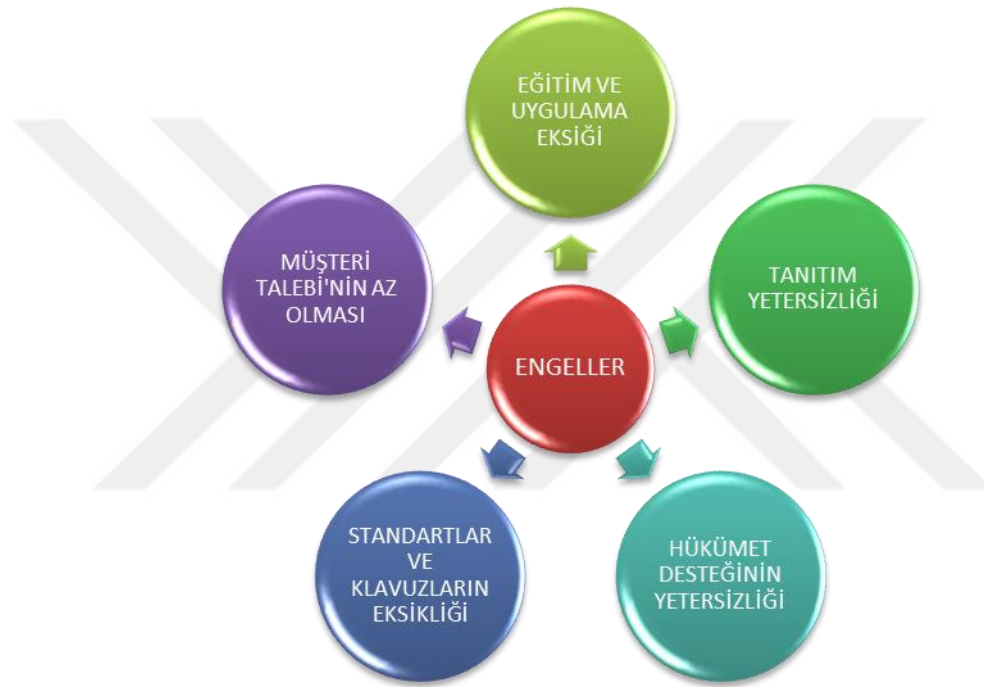 EĞİTİM VE
UYGULAMA
EKSİĞİ
MÜŞTERİ
TALEBİ'NİN AZ
OLMASI
TANITIM
YETERSİZLİĞİ
ENGELLER
STANDARTLAR
VE
KLAVUZLARIN
EKSİKLİĞİ
HÜKÜMET
DESTEĞİNİN
YETERSİZLİĞİ